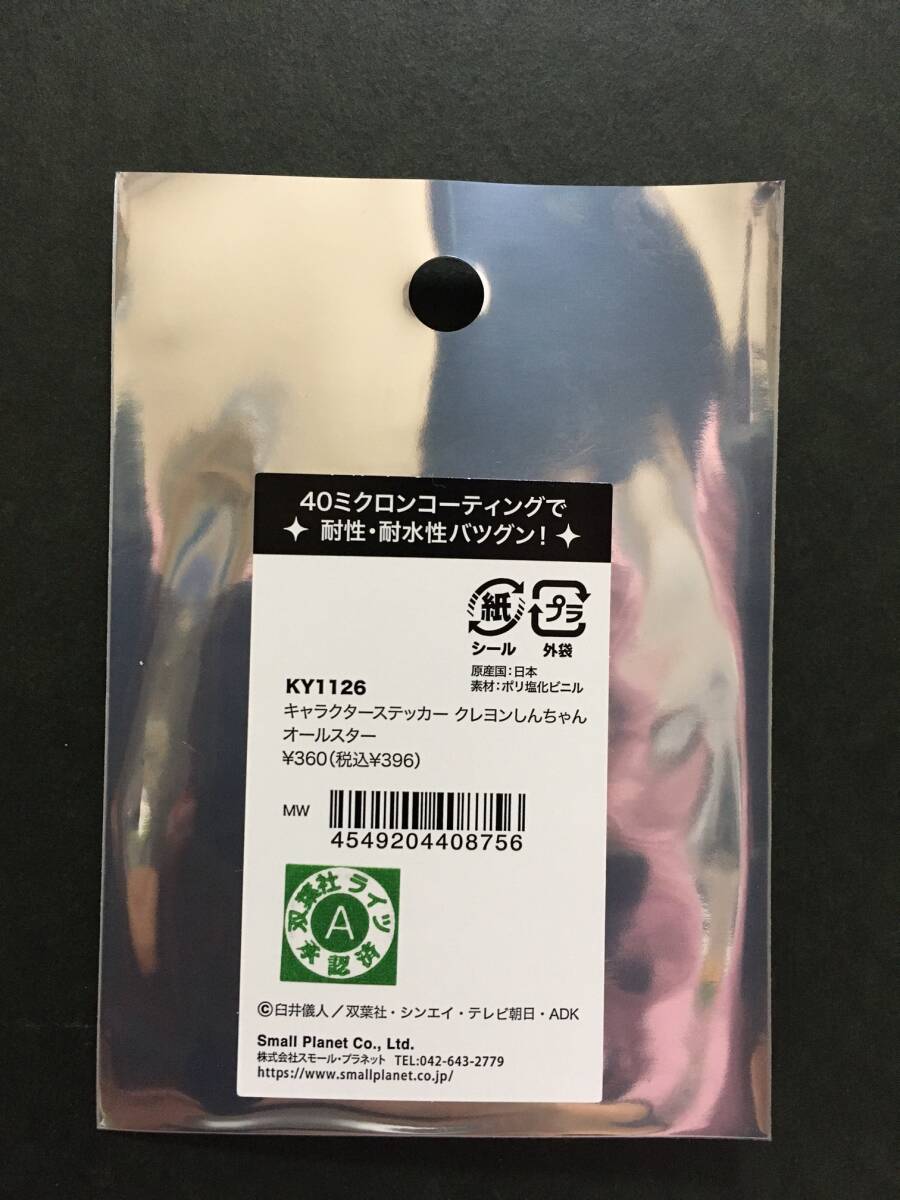 40ミクロンコーティングで
耐性・耐水性バツグン!
紙
プラ
シール
外袋
原産国:日本
素材:ポリ塩化ビニル
KY1126
キャラクターステッカー クレヨンしんちゃん
オールスター
¥360(税込¥396)
MW
4549204408756
双葉社ライツ
A
承認済
©臼井儀人/双葉社・シンエイ・テレビ朝日・ADK
Small Planet Co., Ltd.
株式会社スモール・プラネット TEL:042-643-2779
https://www.smallplanet.co.jp/